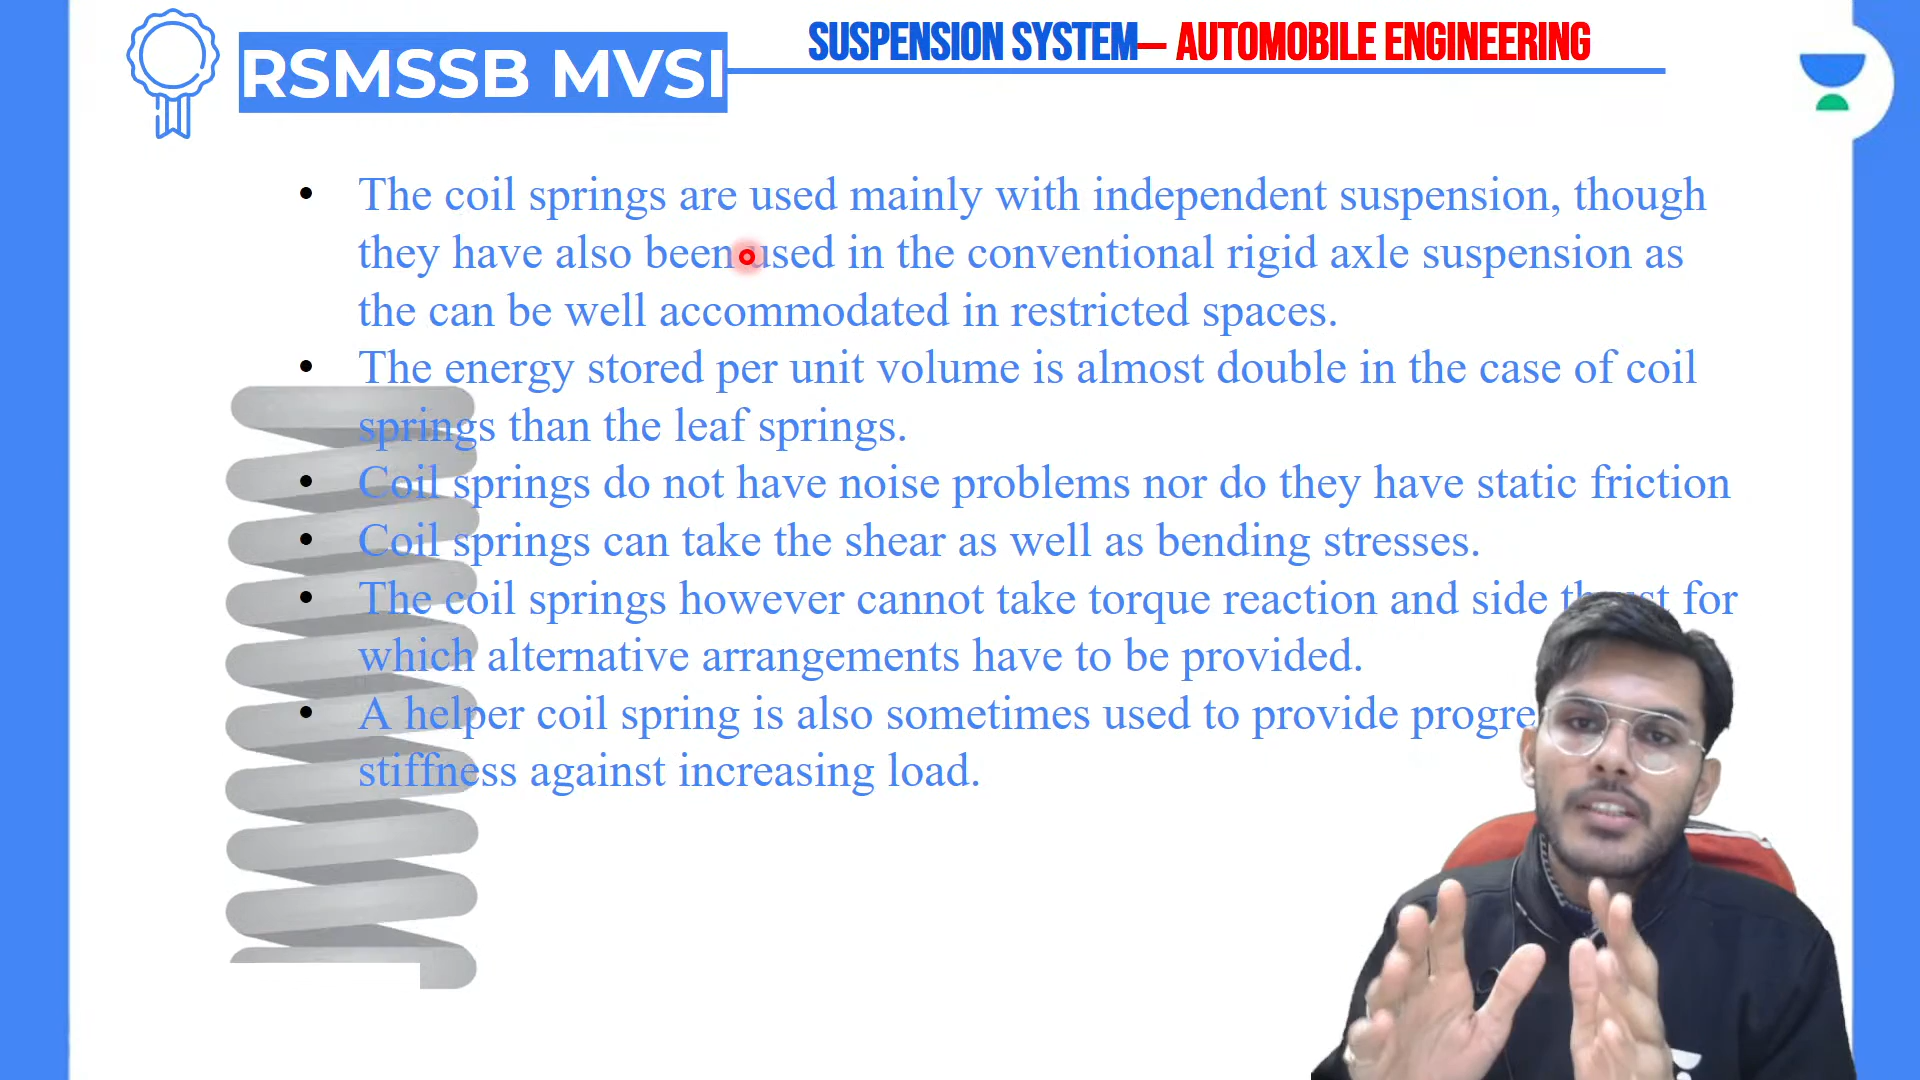 RSMSSB MVSI
SUSPENSION SYSTEM– AUTOMOBILE ENGINEERING
• The coil springs are used mainly with independent suspension, though
they have also been used in the conventional rigid axle suspension as
the can be well accommodated in restricted spaces.
• The energy stored per unit volume is almost double in the case of coil
springs than the leaf springs.
• Coil springs do not have noise problems nor do they have static friction
• Coil springs can take the shear as well as bending stresses.
• The coil springs however cannot take torque reaction and side thrust for
which alternative arrangements have to be provided.
• A helper coil spring is also sometimes used to provide
stiffness against increasing load.